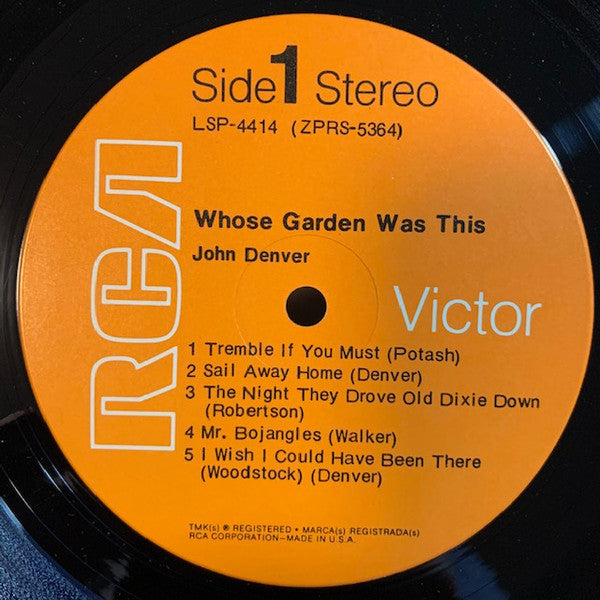 Side 1 Stereo
LSP-4414 (ZPRS-5364)
RCA
Whose Garden Was This
John Denver
Victor
1 Tremble If You Must (Potash)
2 Sail Away Home (Denver)
3 The Night They Drove Old Dixie Down
(Robertson)
4 Mr. Bojangles (Walker)
5 I Wish I Could Have Been There
(Woodstock) (Denver)
TMK(s) ® REGISTERED • MARCA(s) REGISTRADA(s)
RCA CORPORATION—MADE IN U.S.A.